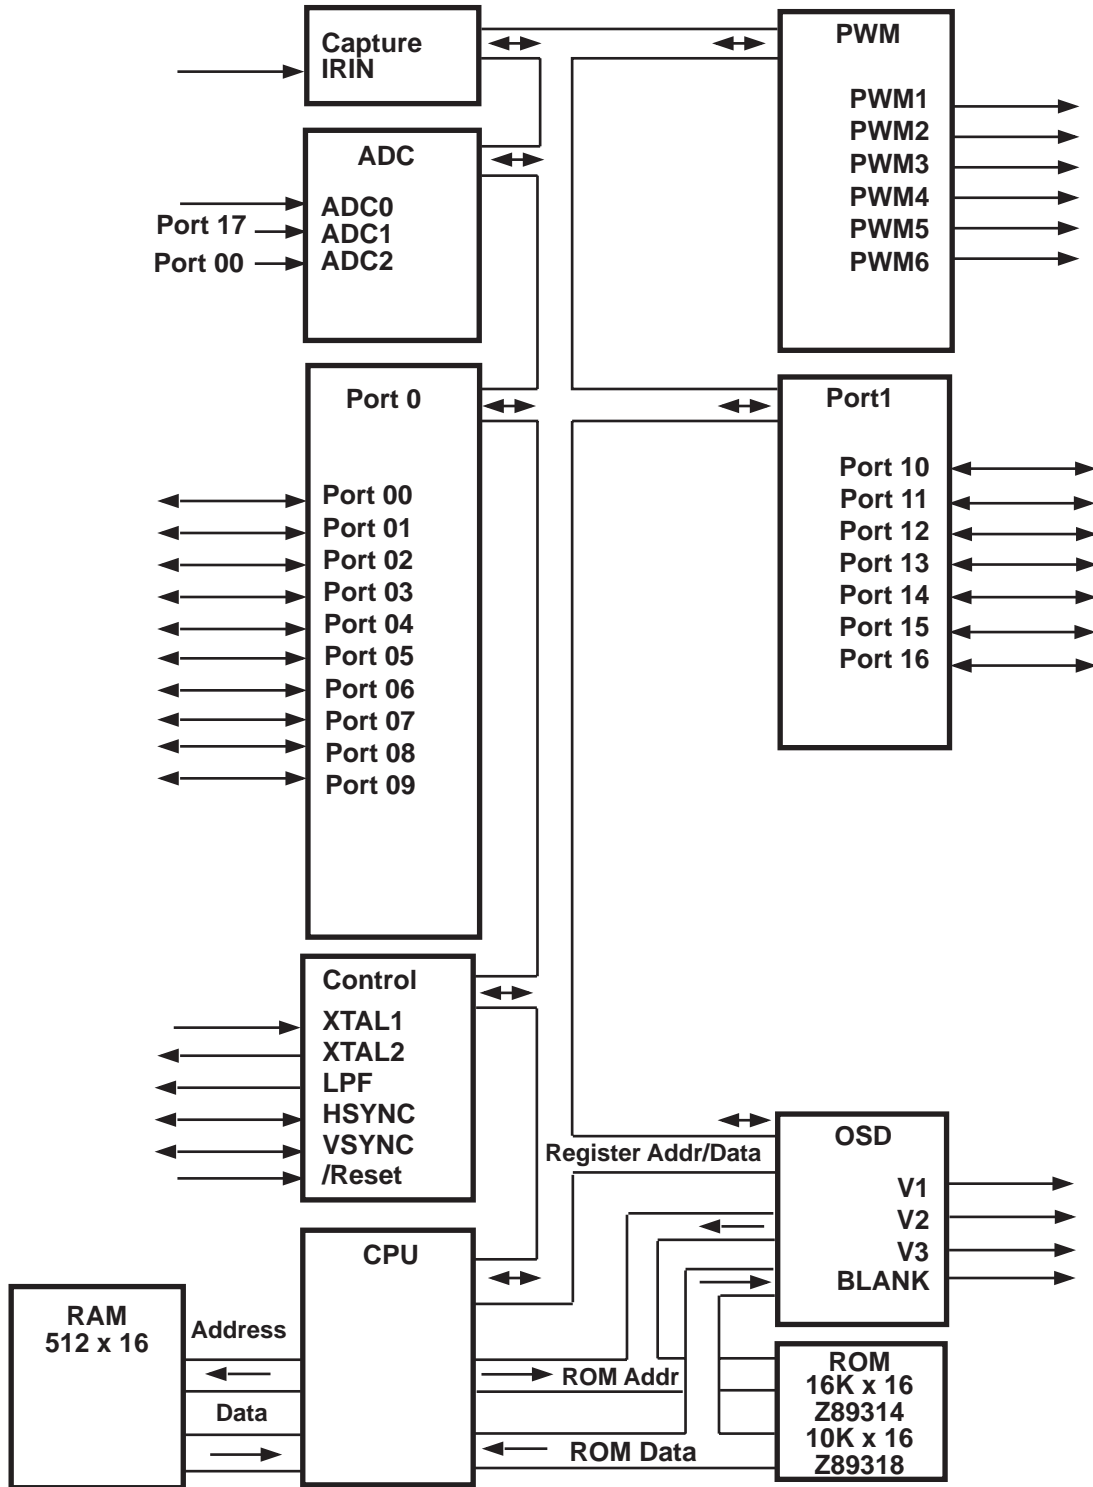 Capture
IRIN
ADC
ADC0
Port 17
ADC1
Port 00
ADC2
Port 0
Port 00
Port 01
Port 02
Port 03
Port 04
Port 05
Port 06
Port 07
Port 08
Port 09
Control
XTAL1
XTAL2
LPF
HSYNC
VSYNC
/Reset
CPU
RAM
512 x 16
Address
Data
PWM
PWM1
PWM2
PWM3
PWM4
PWM5
PWM6
Port1
Port 10
Port 11
Port 12
Port 13
Port 14
Port 15
Port 16
Register Addr/Data
OSD
V1
V2
V3
BLANK
ROM Addr
ROM Data
ROM
16K x 16
Z89314
10K x 16
Z89318